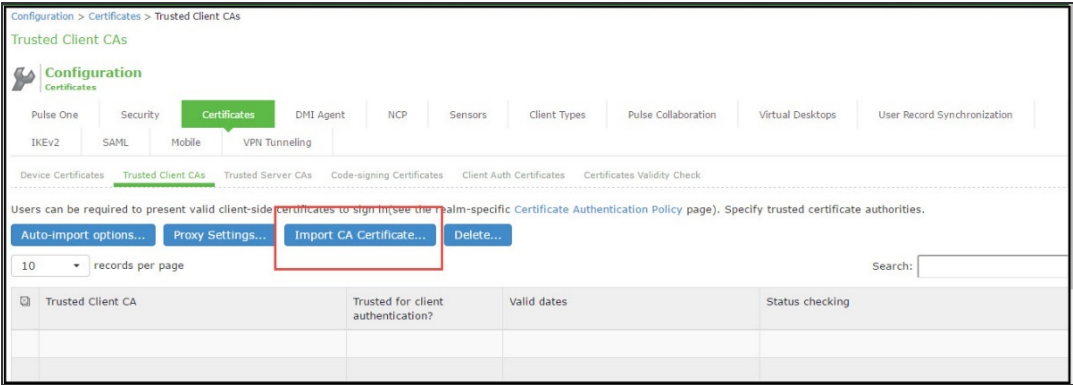 Configuration > Certificates > Trusted Client CAs
Trusted Client CAs
Configuration
Certificates
Pulse One Security Certificates DMI Agent NCP Sensors Client Types Pulse Collaboration Virtual Desktops User Record Synchronization
IKEv2 SAML Mobile VPN Tunneling
Device Certificates Trusted Client CAs Trusted Server CAs Code-signing Certificates Client Auth Certificates Certificates Validity Check
Users can be required to present valid client-side certificates to sign in(see the realm-specific Certificate Authentication Policy page). Specify trusted certificate authorities.
Auto-import options... Proxy Settings... Import CA Certificate... Delete...
10 records per page Search:
Trusted Client CA Trusted for client Valid dates Status checking
authentication?